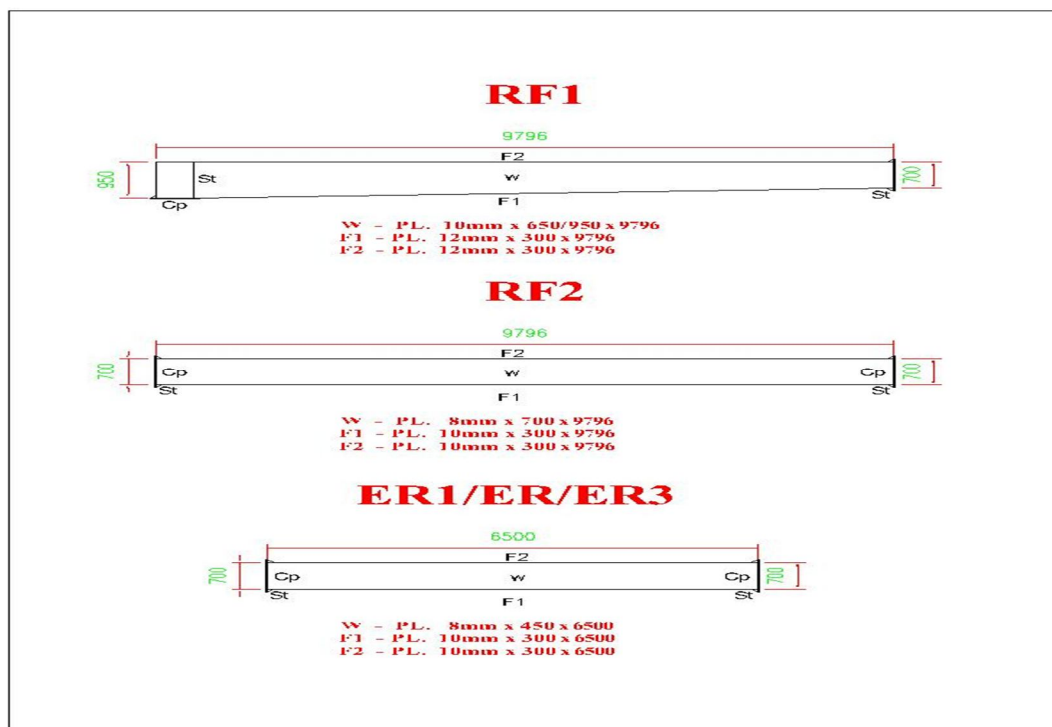 RF1
9796
F2
950
St
W
700
Cp
F1
St
W - PL. 10mm x 650/950 x 9796
F1 - PL. 12mm x 300 x 9796
F2 - PL. 12mm x 300 x 9796
RF2
9796
F2
700
Cp
W
Cp
700
St
F1
St
W - PL. 8mm x 700 x 9796
F1 - PL. 10mm x 300 x 9796
F2 - PL. 10mm x 300 x 9796
ER1/ER/ER3
6500
F2
700
Cp
W
Cp
700
St
F1
St
W - PL. 8mm x 450 x 6500
F1 - PL. 10mm x 300 x 6500
F2 - PL. 10mm x 300 x 6500